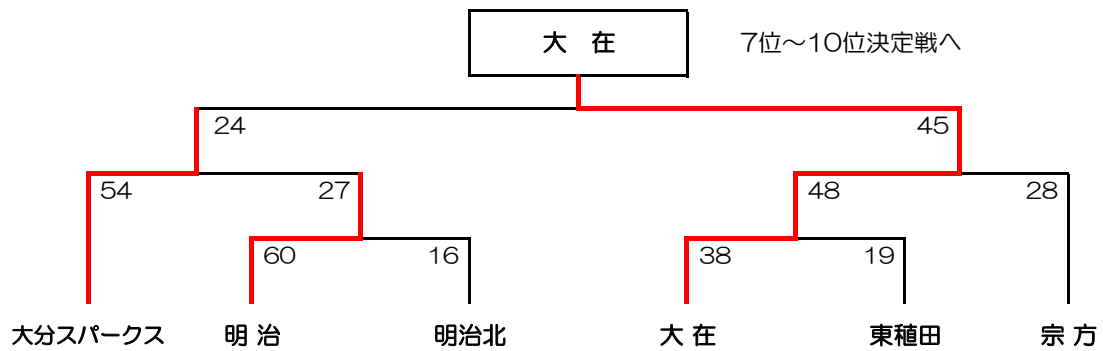 大 在
7位～10位決定戦へ
24 45
54 27 48 28
60 16 38 19
大分スパークス 明 治 明治北 大 在 東稙田 宗 方